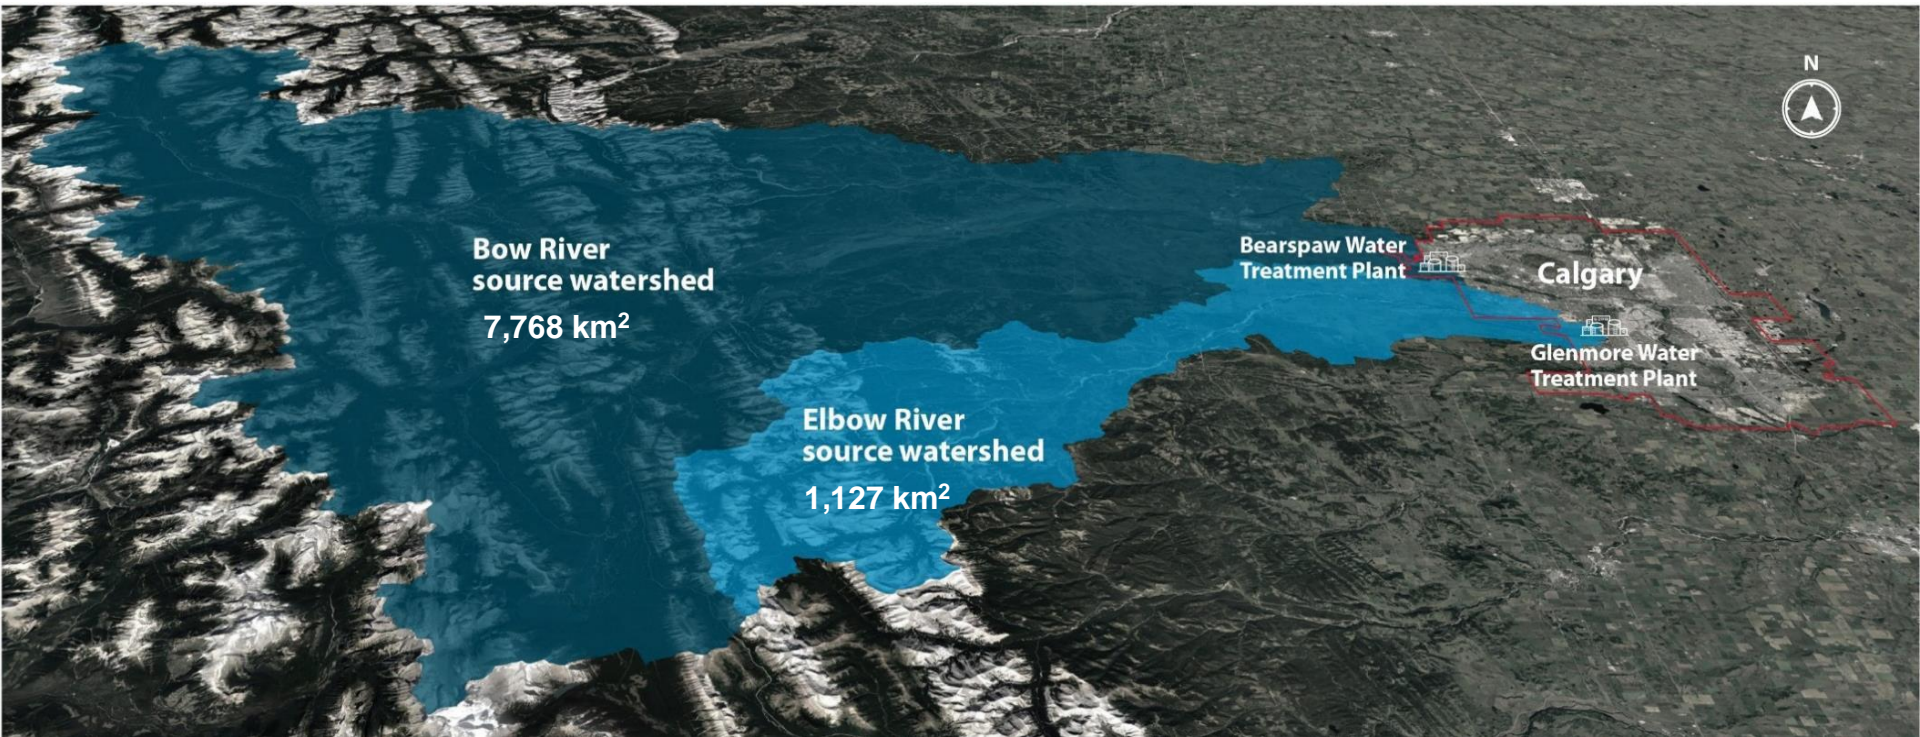 N
Bow River
source watershed
7,768 km²
Bearspaw Water
Treatment Plant
Calgary
Glenmore Water
Treatment Plant
Elbow River
source watershed
1,127 km²